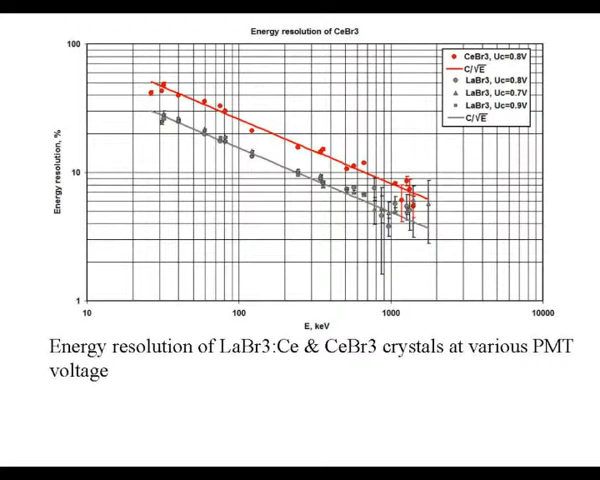 Energy resolution of CeBr3
100
10
1
Energy resolution, %
CeBr3, Uc=0.8V
C/√E
LaBr3, Uc=0.8V
LaBr3, Uc=0.7V
LaBr3, Uc=0.9V
C/√E
10 100 1000 10000
E, keV
Energy resolution of LaBr3:Ce & CeBr3 crystals at various PMT
voltage